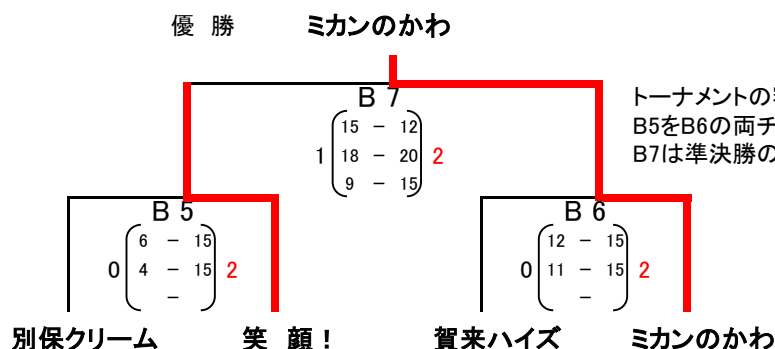 優 勝 ミカンのかわ
B 7
トーナメントの
15 - 12
B5をB6の両チ
1 18 - 20 2
B7は準決勝の
9 - 15
B 5 B 6
6 - 15 12 - 15
0 4 - 15 2 0 11 - 15 2
- -
別保クリーム 笑 顔! 賀来ハイズ ミカンのかわ